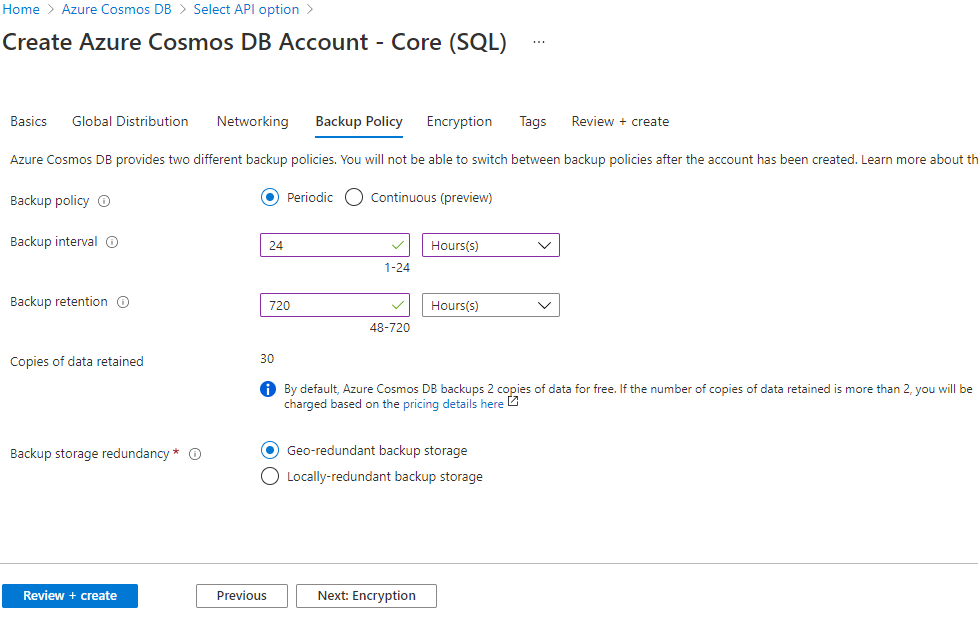 Home > Azure Cosmos DB > Select API option >
Create Azure Cosmos DB Account - Core (SQL) ...
Basics Global Distribution Networking Backup Policy Encryption Tags Review + create
Azure Cosmos DB provides two different backup policies. You will not be able to switch between backup policies after the account has been created. Learn more about th
Backup policy Periodic Continuous (preview)
Backup interval 24 Hours(s)
1-24
Backup retention 720 Hours(s)
48-720
Copies of data retained 30
By default, Azure Cosmos DB backups 2 copies of data for free. If the number of copies of data retained is more than 2, you will be
charged based on the pricing details here
Backup storage redundancy * Geo-redundant backup storage
Locally-redundant backup storage
Review + create Previous Next: Encryption